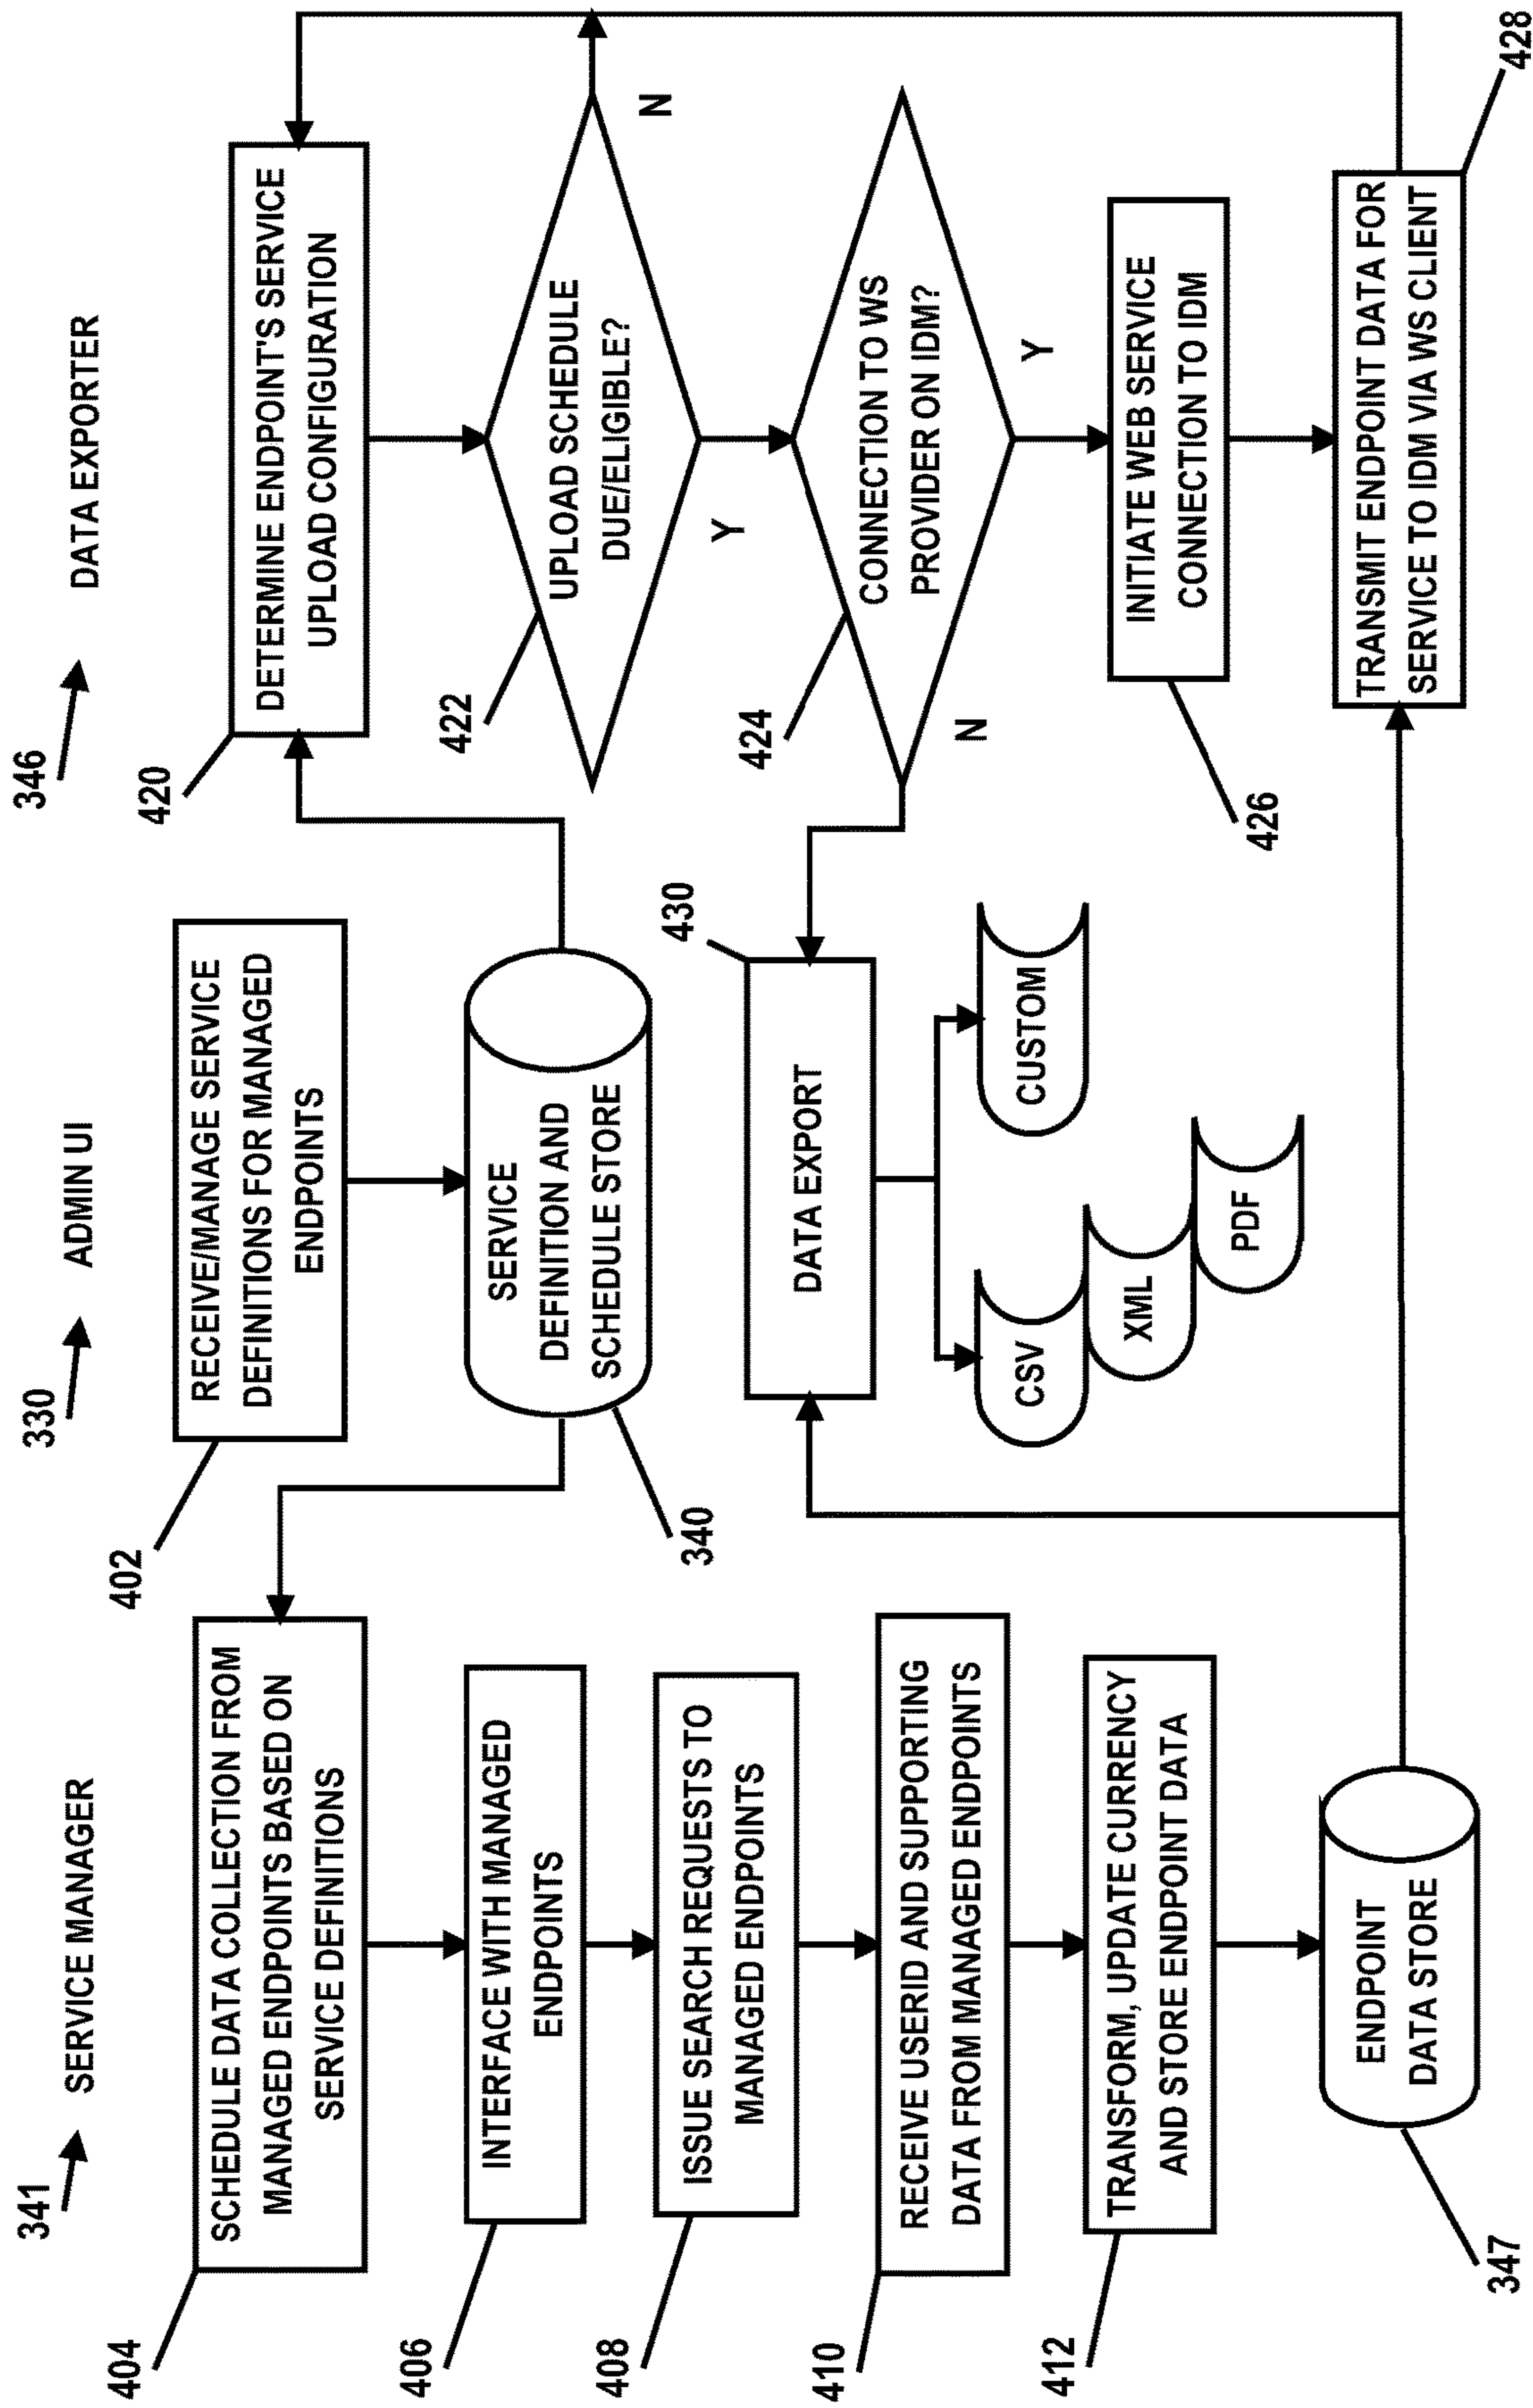 341
SERVICE MANAGER
404
SCHEDULE DATA COLLECTION FROM
MANAGED ENDPOINTS BASED ON
SERVICE DEFINITIONS
406
INTERFACE WITH MANAGED
ENDPOINTS
408
ISSUE SEARCH REQUESTS TO
MANAGED ENDPOINTS
410
RECEIVE USERID AND SUPPORTING
DATA FROM MANAGED ENDPOINTS
412
TRANSFORM, UPDATE CURRENCY
AND STORE ENDPOINT DATA
ENDPOINT
DATA STORE
347
330
ADMIN UI
402
RECEIVE/MANAGE SERVICE
DEFINITIONS FOR MANAGED
ENDPOINTS
SERVICE
DEFINITION AND
SCHEDULE STORE
340
430
DATA EXPORT
CSV
XML
PDF
CUSTOM
346
DATA EXPORTER
420
DETERMINE ENDPOINT'S SERVICE
UPLOAD CONFIGURATION
422
UPLOAD SCHEDULE
DUE/ELIGIBLE?
N
Y
424
CONNECTION TO WS
PROVIDER ON IDM?
N
Y
426
INITIATE WEB SERVICE
CONNECTION TO IDM
TRANSMIT ENDPOINT DATA FOR
SERVICE TO IDM VIA WS CLIENT
428